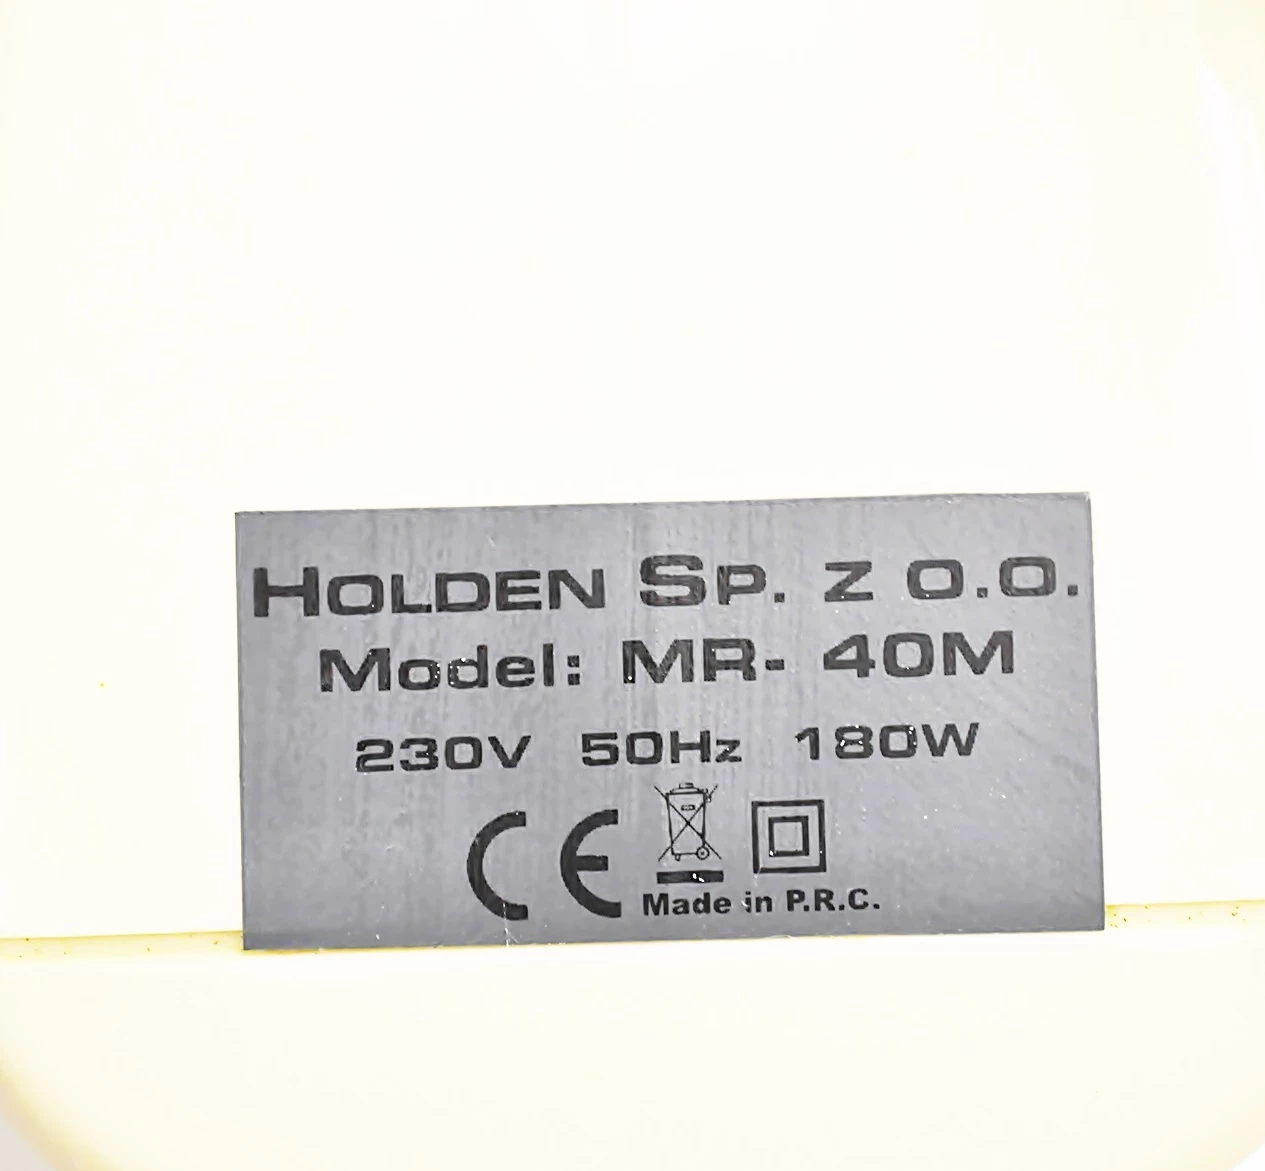 HOLDEN SP. Z O.O.
Model: MR- 40M
230V 50Hz 180W
CE
Made in P.R.C.